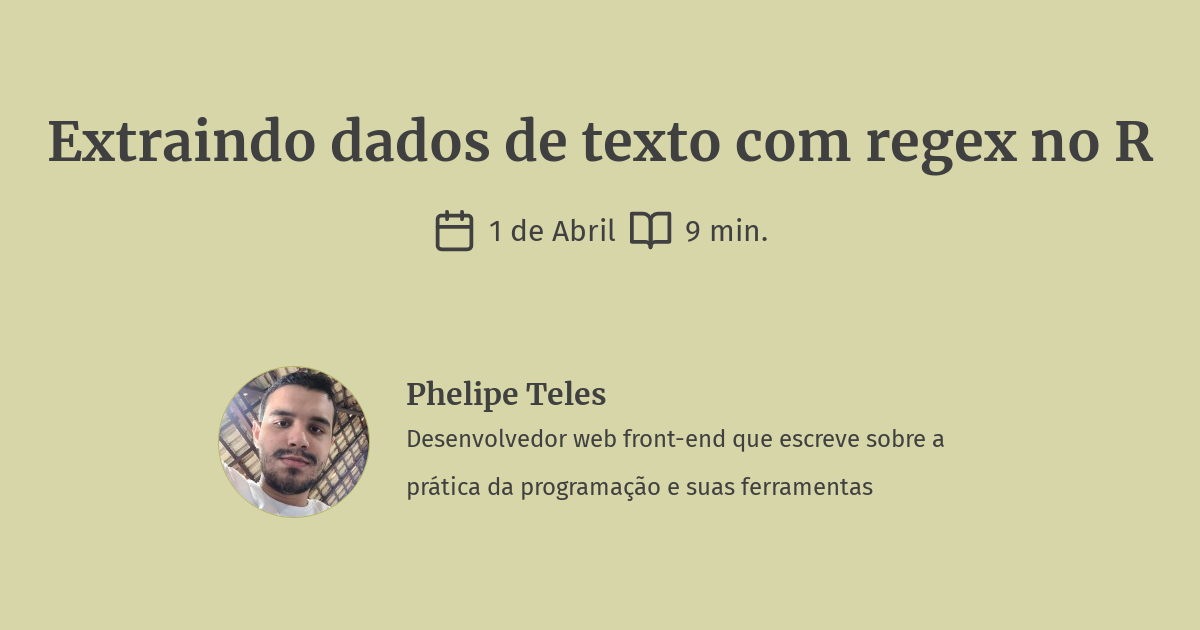 Extraindo dados de texto com regex no R
1 de Abril 9 min.
Phelipe Teles
Desenvolvedor web front-end que escreve sobre a
prática da programação e suas ferramentas